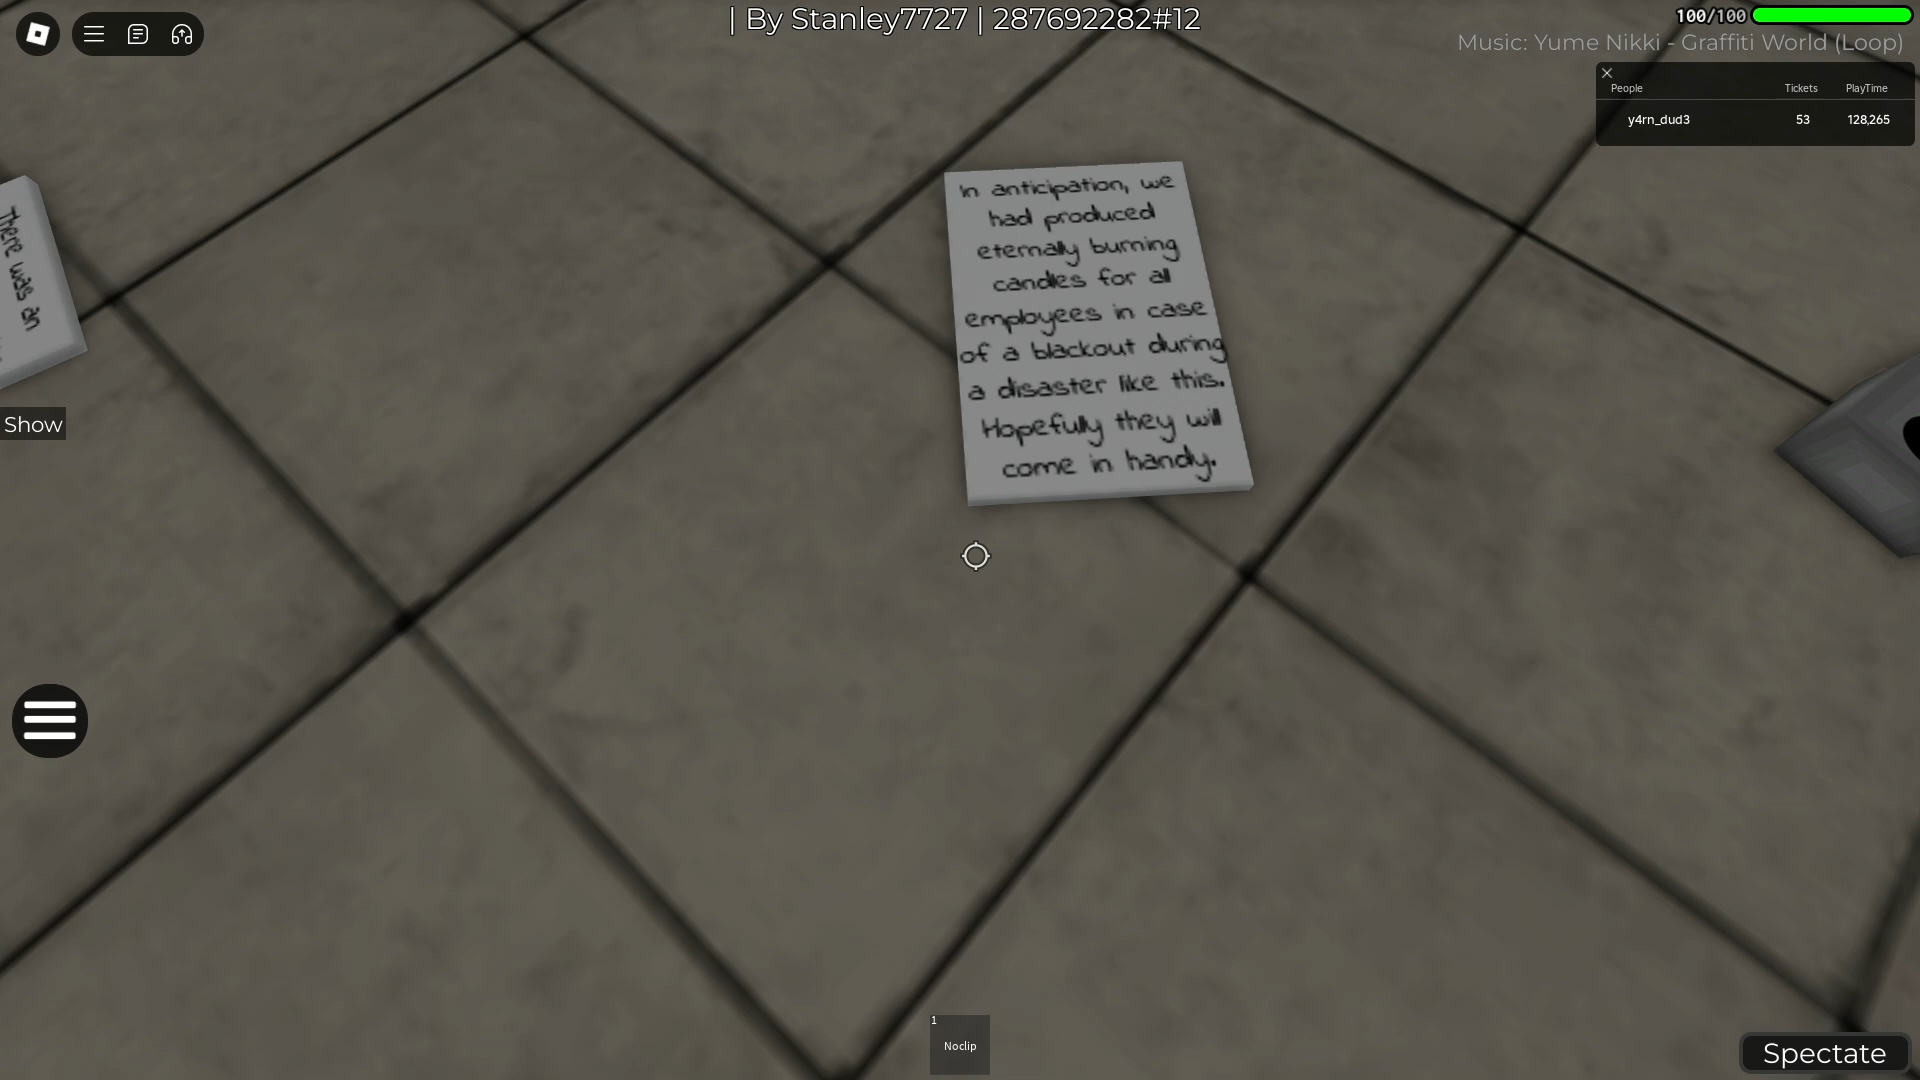 | By Stanley7727 | 287692282#12
100/100
Music: Yume Nikki - Graffiti World (Loop)
People Tickets PlayTime
y4rn_dud3 53 128,265
There was an
In anticipation, we
had produced
eternally burning
candles for all
employees in case
of a blackout during
a disaster like this.
Hopefully they will
come in handy.
Show
1
Noclip
Spectate